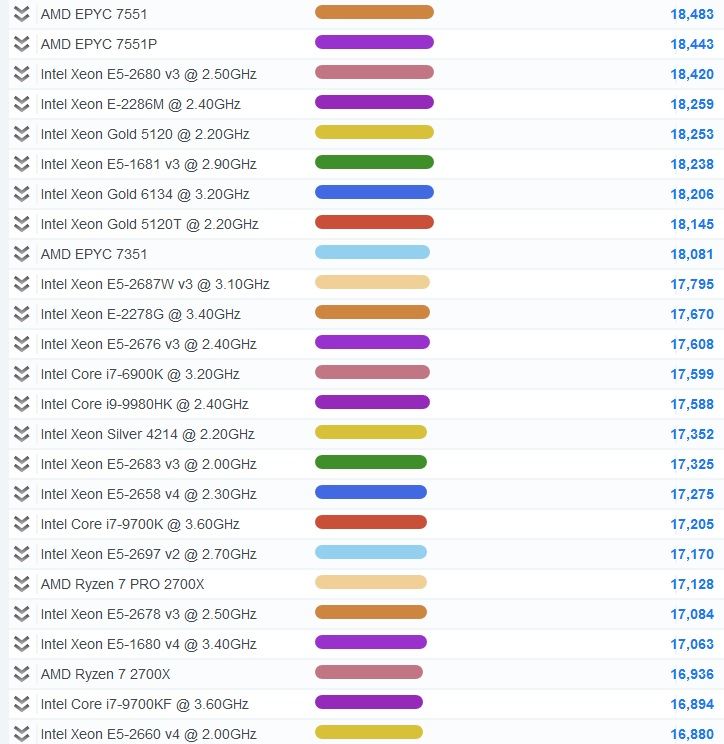 AMD EPYC 7551 18,483
AMD EPYC 7551P 18,443
Intel Xeon E5-2680 v3 @ 2.50GHz 18,420
Intel Xeon E-2286M @ 2.40GHz 18,259
Intel Xeon Gold 5120 @ 2.20GHz 18,253
Intel Xeon E5-1681 v3 @ 2.90GHz 18,238
Intel Xeon Gold 6134 @ 3.20GHz 18,206
Intel Xeon Gold 5120T @ 2.20GHz 18,145
AMD EPYC 7351 18,081
Intel Xeon E5-2687W v3 @ 3.10GHz 17,795
Intel Xeon E-2278G @ 3.40GHz 17,670
Intel Xeon E5-2676 v3 @ 2.40GHz 17,608
Intel Core i7-6900K @ 3.20GHz 17,599
Intel Core i9-9980HK @ 2.40GHz 17,588
Intel Xeon Silver 4214 @ 2.20GHz 17,352
Intel Xeon E5-2683 v3 @ 2.00GHz 17,325
Intel Xeon E5-2658 v4 @ 2.30GHz 17,275
Intel Core i7-9700K @ 3.60GHz 17,205
Intel Xeon E5-2697 v2 @ 2.70GHz 17,170
AMD Ryzen 7 PRO 2700X 17,128
Intel Xeon E5-2678 v3 @ 2.50GHz 17,084
Intel Xeon E5-1680 v4 @ 3.40GHz 17,063
AMD Ryzen 7 2700X 16,936
Intel Core i7-9700KF @ 3.60GHz 16,894
Intel Xeon E5-2660 v4 @ 2.00GHz 16,880